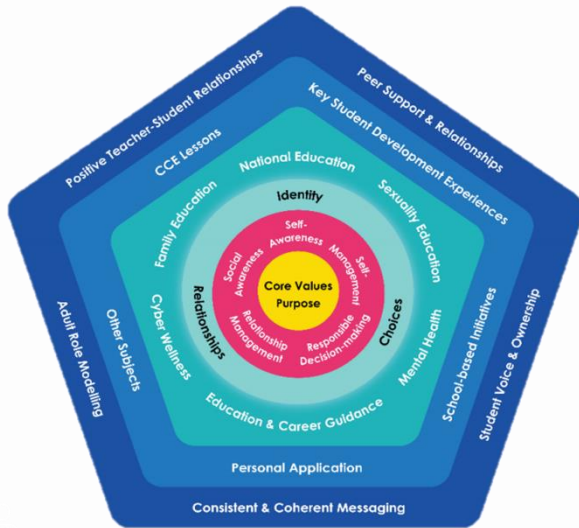 Positive Teacher-Student Relationships
Peer Support & Relationships
CCE Lessons
Key Student Development Experiences
Family Education
National Education
Sexuality Education
Identity
Self-
Awareness
Social
Awareness
Self-
Management
Core Values
Purpose
Relationships
Choices
Relationship
Management
Responsible
Decision-making
Cyber Wellness
Mental Health
Education & Career Guidance
Other Subjects
School-based Initiatives
Adult Role Modelling
Student Voice & Ownership
Personal Application
Consistent & Coherent Messaging